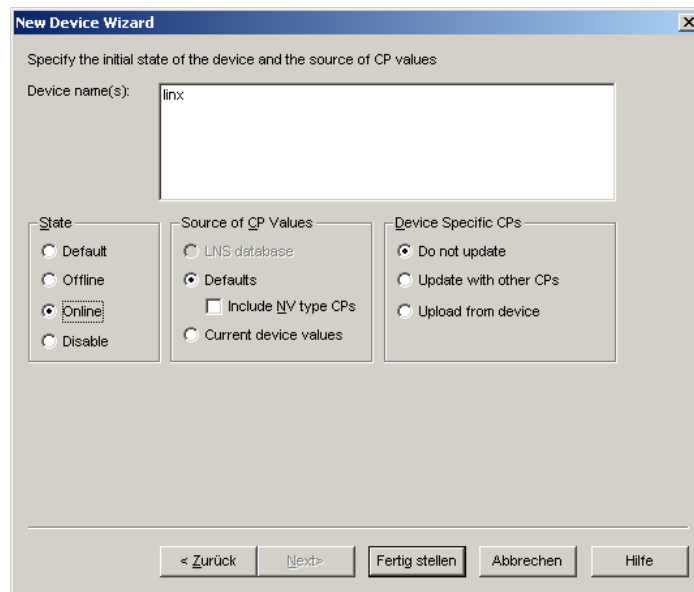 New Device Wizard
Specify the initial state of the device and the source of CP values
Device name(s):
linx
State
Default
Offline
Online
Disable
Source of CP Values
LNS database
Defaults
Include NV type CPs
Current device values
Device Specific CPs
Do not update
Update with other CPs
Upload from device
< Zurück
Next>
Fertig stellen
Abbrechen
Hilfe